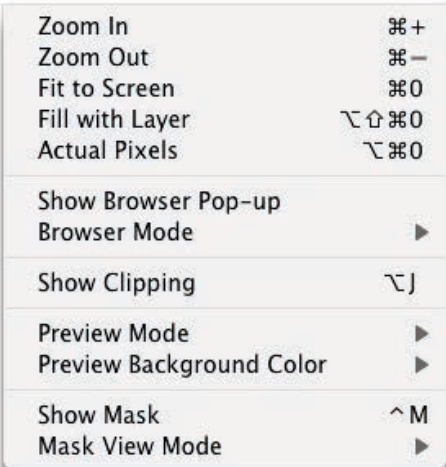 Zoom In ⌘+
Zoom Out ⌘−
Fit to Screen ⌘0
Fill with Layer ⌥⇧⌘0
Actual Pixels ⌥⌘0
Show Browser Pop-up
Browser Mode ▶
Show Clipping ⌥J
Preview Mode ▶
Preview Background Color ▶
Show Mask ^M
Mask View Mode ▶